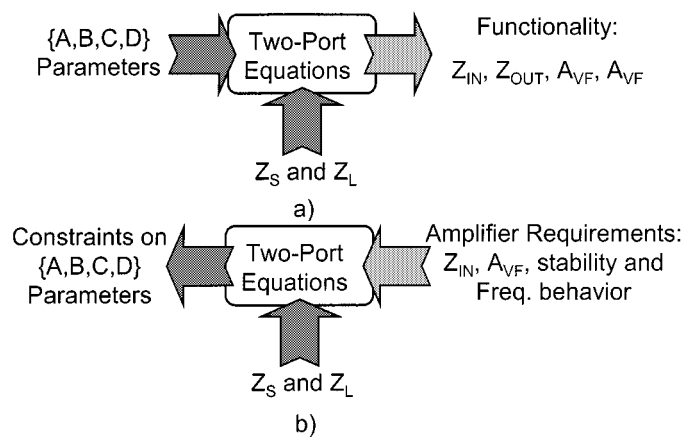 {A,B,C,D}
Parameters
Two-Port
Equations
Functionality:
Z_IN, Z_OUT, A_VF, A_VF
Z_S and Z_L
a)
Constraints on
{A,B,C,D}
Parameters
Two-Port
Equations
Amplifier Requirements:
Z_IN, A_VF, stability and
Freq. behavior
Z_S and Z_L
b)